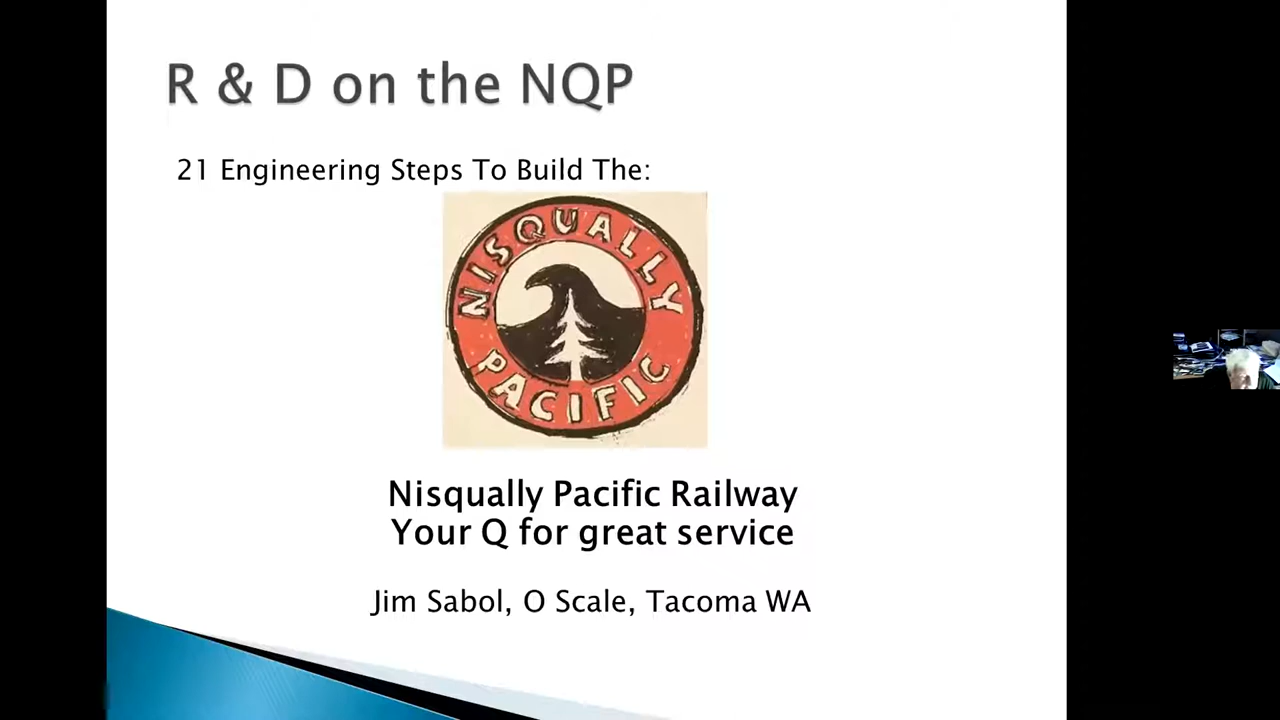 R & D on the NQP
21 Engineering Steps To Build The:
NISQUALLY
PACIFIC
Nisqually Pacific Railway
Your Q for great service
Jim Sabol, O Scale, Tacoma WA